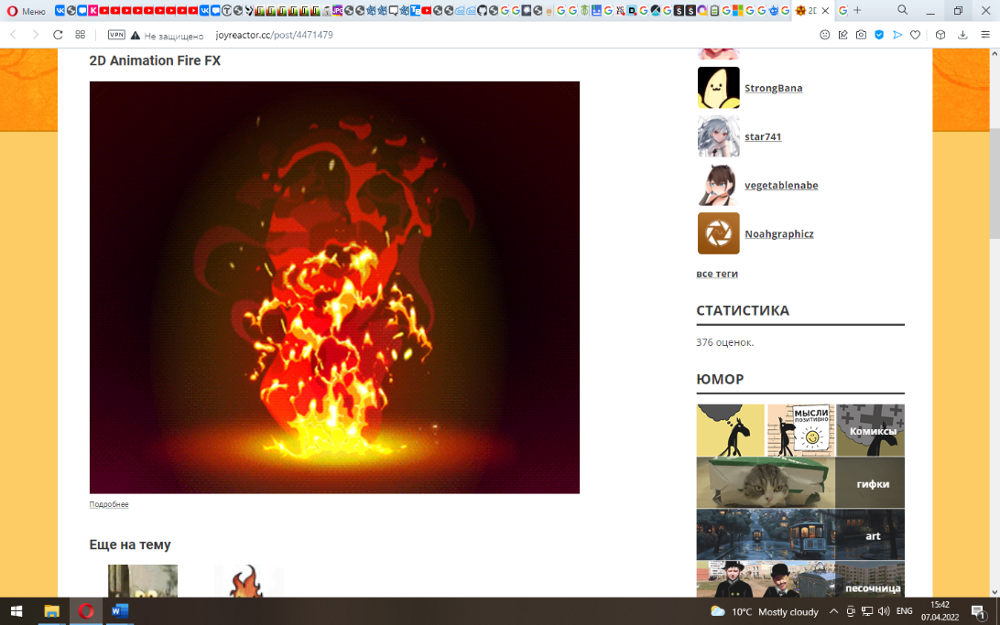 Меню
VPN
Не защищено
joyreactor.cc/post/4471479
2D Animation Fire FX
Подробнее
Еще на тему
StrongBana
star741
vegetablenabe
Noahgraphicz
все теги
СТАТИСТИКА
376 оценок.
ЮМОР
МЫСЛИ
ПОЗИТИВНО
Комиксы
гифки
art
песочница
10°C Mostly cloudy
ENG
15:42
07.04.2022
1